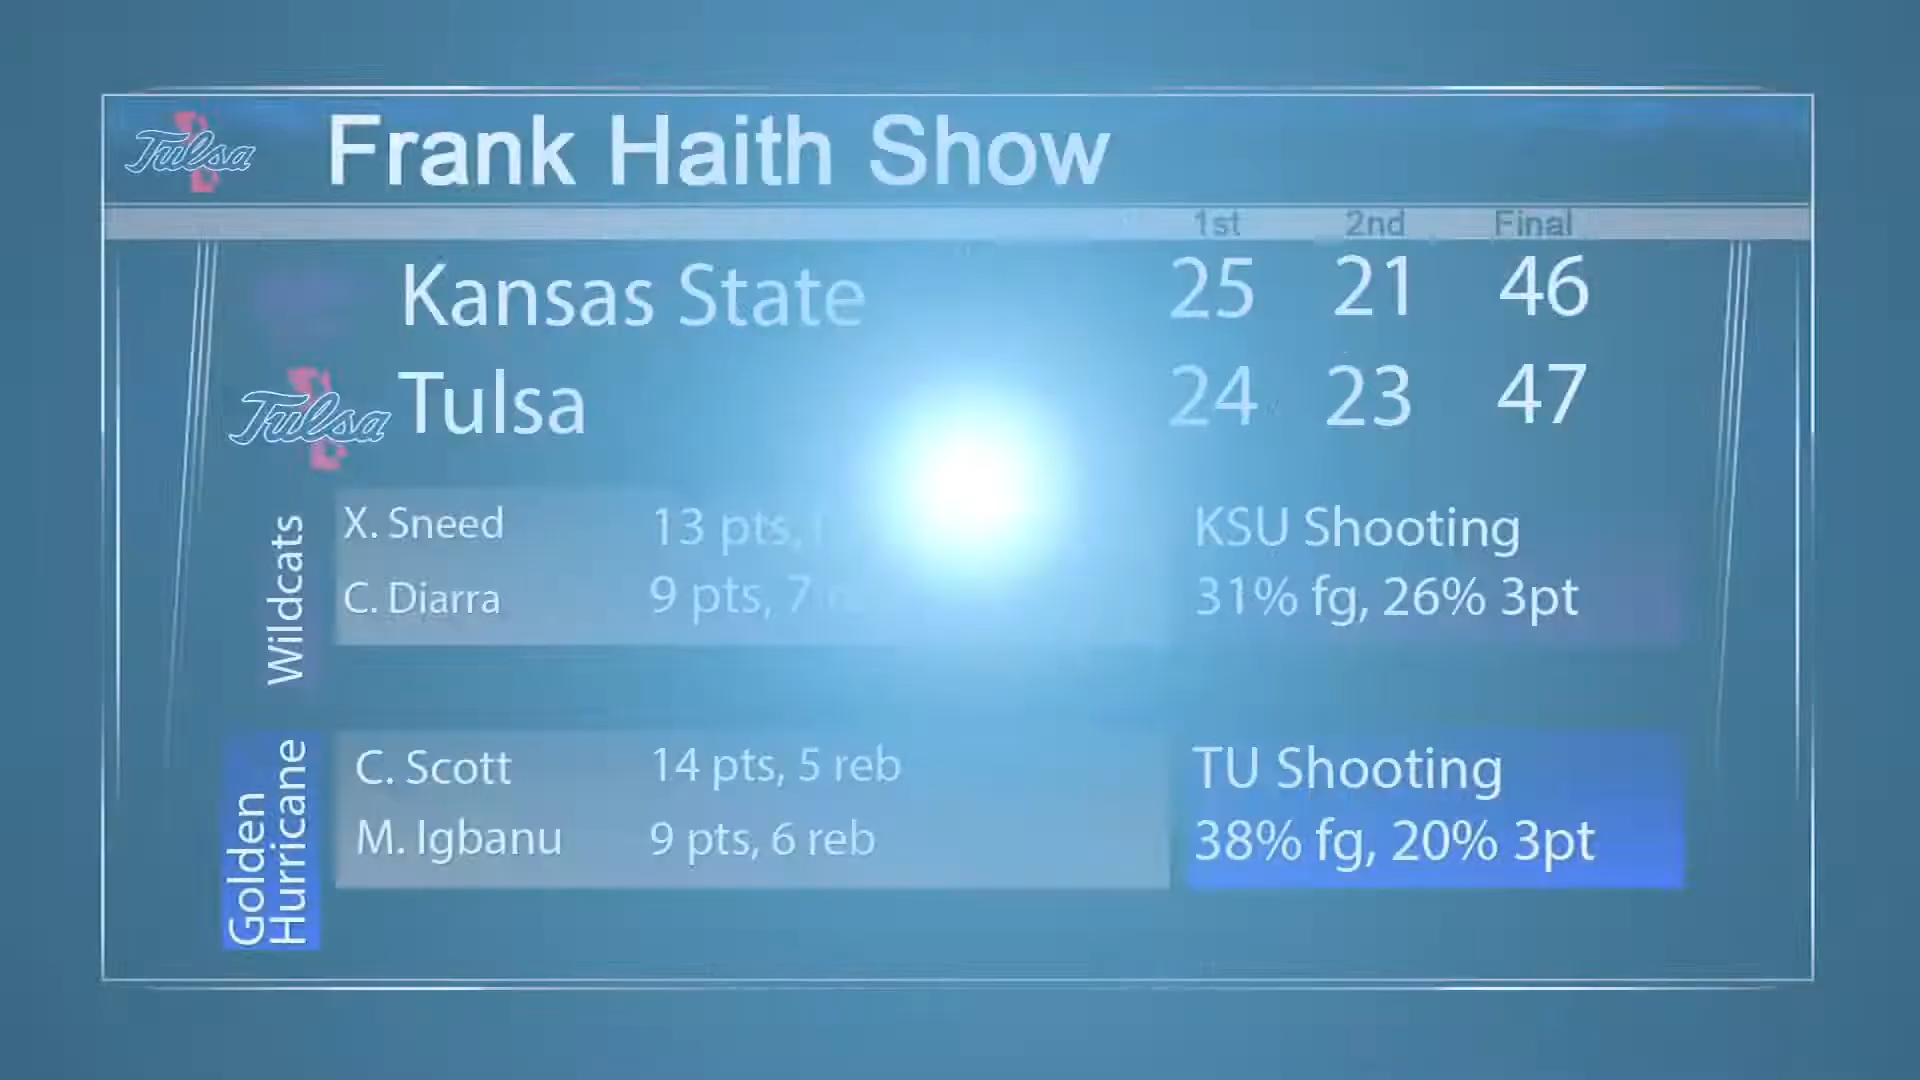 Tulsa Frank Haith Show
1st 2nd Final
Kansas State 25 21 46
Tulsa Tulsa 24 23 47
Wildcats
X. Sneed 13 pts,
C. Diarra 9 pts, 7
KSU Shooting
31% fg, 26% 3pt
Golden
Hurricane
C. Scott 14 pts, 5 reb
M. Igbanu 9 pts, 6 reb
TU Shooting
38% fg, 20% 3pt